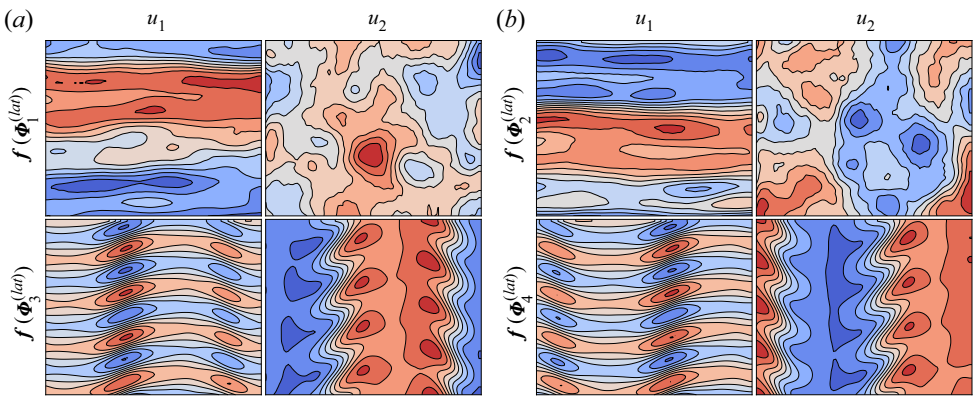 (a) u₁ u₂ (b) u₁ u₂
f (Φ₁⁽ˡᵃᵗ⁾) f (Φ₂⁽ˡᵃᵗ⁾)
f (Φ₃⁽ˡᵃᵗ⁾) f (Φ₄⁽ˡᵃᵗ⁾)